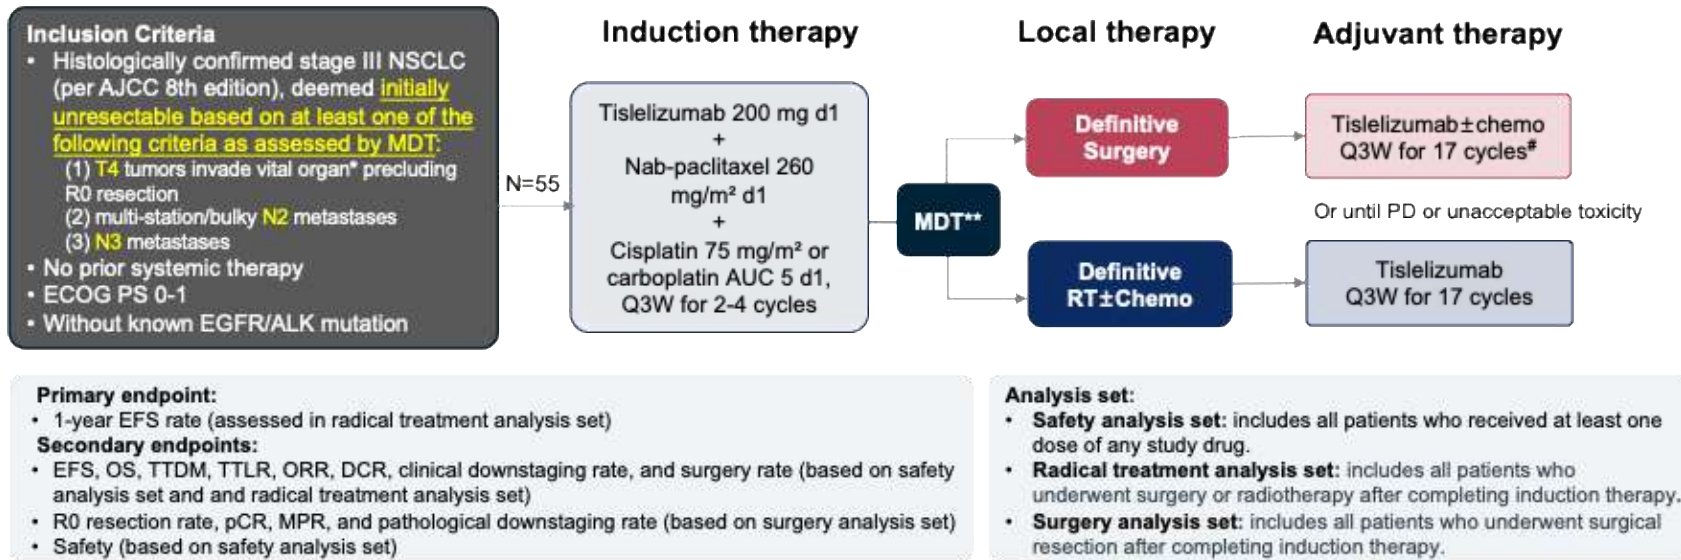 Inclusion Criteria
• Histologically confirmed stage III NSCLC
(per AJCC 8th edition), deemed initially
unresectable based on at least one of the
following criteria as assessed by MDT:
(1) T4 tumors invade vital organ* precluding
R0 resection
(2) multi-station/bulky N2 metastases
(3) N3 metastases
• No prior systemic therapy
• ECOG PS 0-1
• Without known EGFR/ALK mutation
N=55
Induction therapy
Tislelizumab 200 mg d1
+
Nab-paclitaxel 260
mg/m² d1
+
Cisplatin 75 mg/m² or
carboplatin AUC 5 d1,
Q3W for 2-4 cycles
MDT**
Local therapy
Definitive
Surgery
Definitive
RT±Chemo
Adjuvant therapy
Tislelizumab±chemo
Q3W for 17 cycles#
Or until PD or unacceptable toxicity
Tislelizumab
Q3W for 17 cycles
Primary endpoint:
• 1-year EFS rate (assessed in radical treatment analysis set)
Secondary endpoints:
• EFS, OS, TTDM, TTLR, ORR, DCR, clinical downstaging rate, and surgery rate (based on safety
analysis set and and radical treatment analysis set)
• R0 resection rate, pCR, MPR, and pathological downstaging rate (based on surgery analysis set)
• Safety (based on safety analysis set)
Analysis set:
• Safety analysis set: includes all patients who received at least one
dose of any study drug.
• Radical treatment analysis set: includes all patients who
underwent surgery or radiotherapy after completing induction therapy.
• Surgery analysis set: includes all patients who underwent surgical
resection after completing induction therapy.